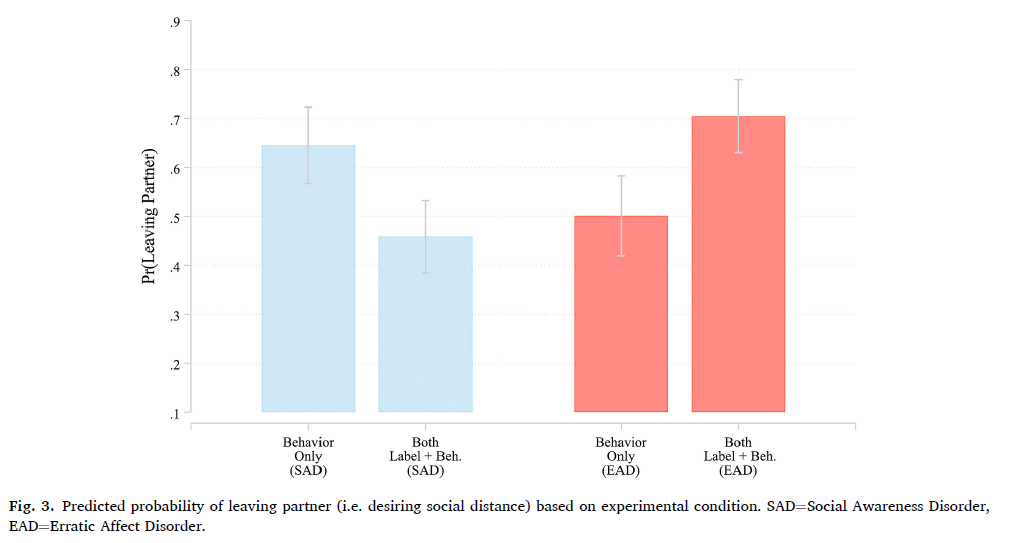 .9
.8
.7
.6
.5
.4
.3
.2
.1
Pr(Leaving Partner)
Behavior
Only
(SAD)
Both
Label + Beh.
(SAD)
Behavior
Only
(EAD)
Both
Label + Beh.
(EAD)
Fig. 3. Predicted probability of leaving partner (i.e. desiring social distance) based on experimental condition. SAD=Social Awareness Disorder,
EAD=Erratic Affect Disorder.